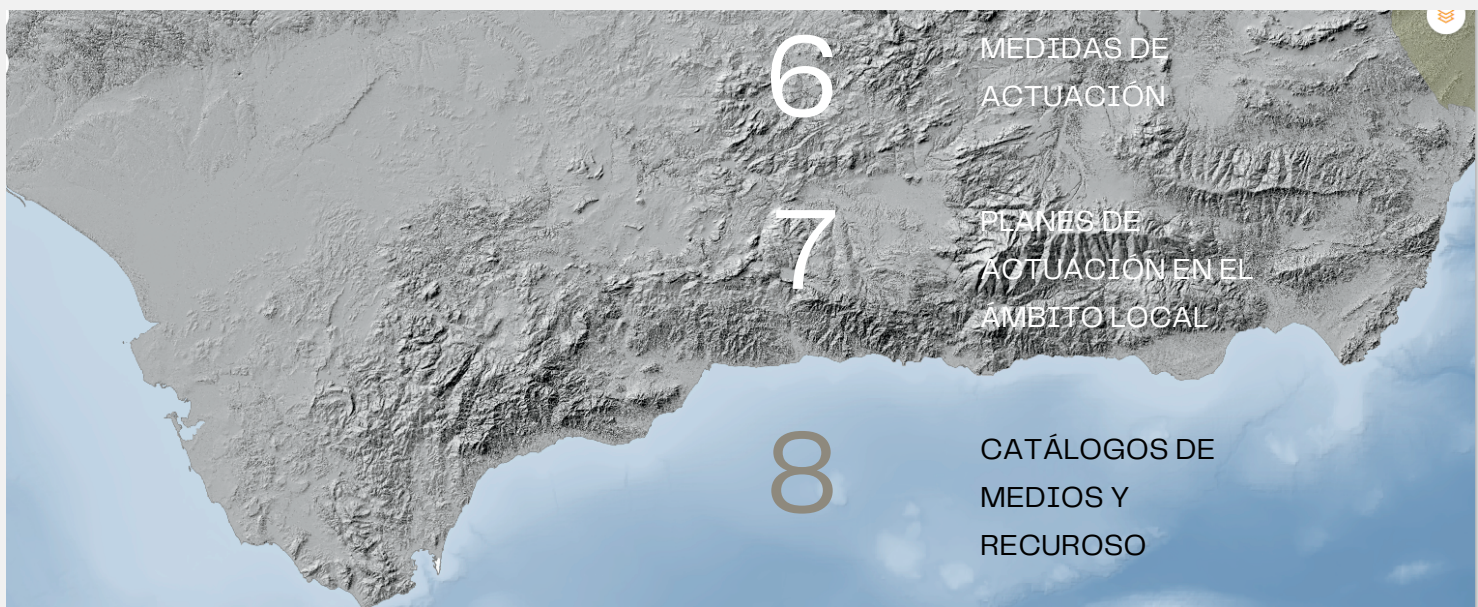 6
MEDIDAS DE
ACTUACIÓN
7
PLANES DE
ACTUACIÓN EN EL
ÁMBITO LOCAL
8
CATÁLOGOS DE
MEDIOS Y
RECUROSO